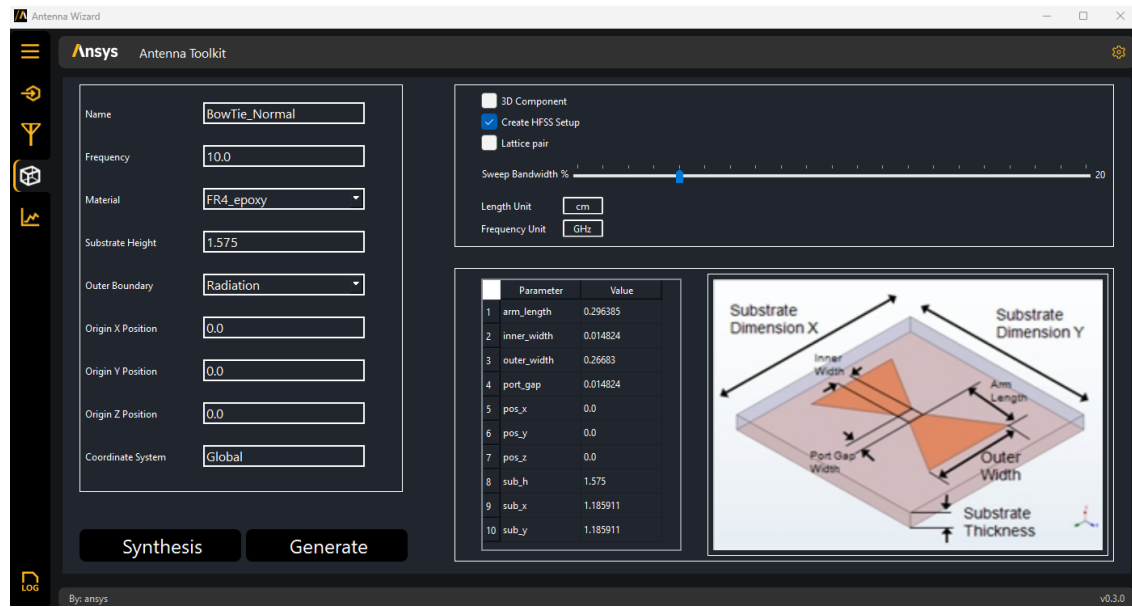 Antenna Wizard
Ansys Antenna Toolkit
Name BowTie_Normal
Frequency 10.0
Material FR4_epoxy
Substrate Height 1.575
Outer Boundary Radiation
Origin X Position 0.0
Origin Y Position 0.0
Origin Z Position 0.0
Coordinate System Global
Synthesis Generate
3D Component
Create HFSS Setup
Lattice pair
Sweep Bandwidth % 20
Length Unit cm
Frequency Unit GHz
Parameter Value
1 arm_length 0.296385
2 inner_width 0.014824
3 outer_width 0.26683
4 port_gap 0.014824
5 pos_x 0.0
6 pos_y 0.0
7 pos_z 0.0
8 sub_h 1.575
9 sub_x 1.185911
10 sub_y 1.185911
Substrate
Dimension X
Substrate
Dimension Y
Inner
Width
Arm
Length
Port Gap
Width
Outer
Width
Substrate
Thickness
LOG
By: ansys v0.3.0